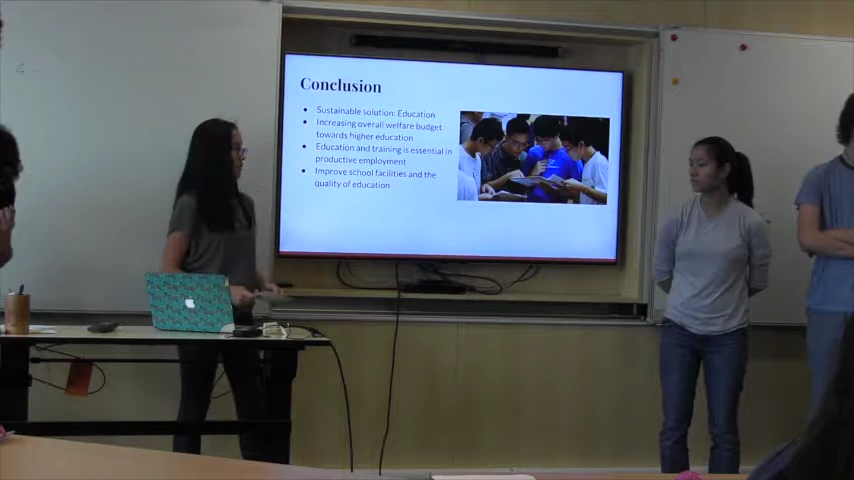 Conclusion
Sustainable solution: Education
Increasing overall welfare budget
towards higher education
Education and training is essential in
productive employment
Improve school facilities and the
quality of education